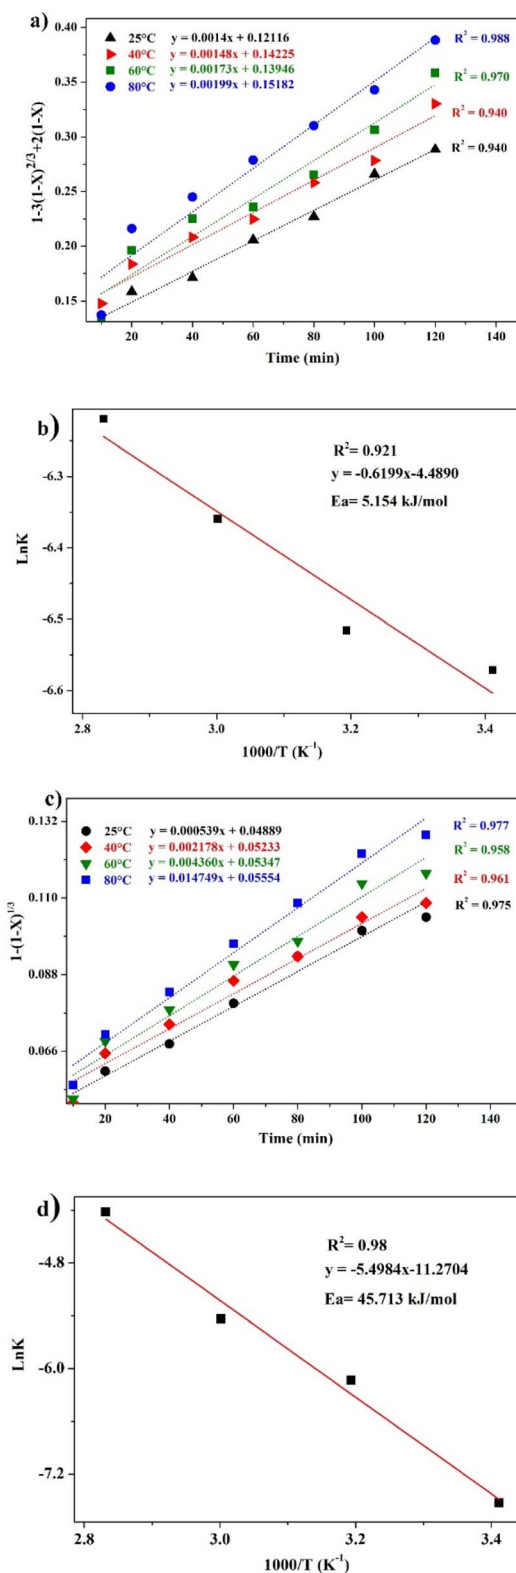 a)
25°C y = 0.0014x + 0.12116
40°C y = 0.00148x + 0.14225
60°C y = 0.00173x + 0.13946
80°C y = 0.00199x + 0.15182
R² = 0.988
R² = 0.970
R² = 0.940
R² = 0.940
1-3(1-X)^2/3+2(1-X)
0.40
0.35
0.30
0.25
0.20
0.15
20 40 60 80 100 120 140
Time (min)
b)
R²= 0.921
y = -0.6199x-4.4890
Ea= 5.154 kJ/mol
LnK
-6.3
-6.4
-6.5
-6.6
2.8 3.0 3.2 3.4
1000/T (K⁻¹)
c)
25°C y = 0.000539x + 0.04889
40°C y = 0.002178x + 0.05233
60°C y = 0.004360x + 0.05347
80°C y = 0.014749x + 0.05554
R² = 0.977
R² = 0.958
R² = 0.961
R² = 0.975
1-(1-X)^1/3
0.132
0.110
0.088
0.066
20 40 60 80 100 120 140
Time (min)
d)
R²= 0.98
y = -5.4984x-11.2704
Ea= 45.713 kJ/mol
LnK
-4.8
-6.0
-7.2
2.8 3.0 3.2 3.4
1000/T (K⁻¹)